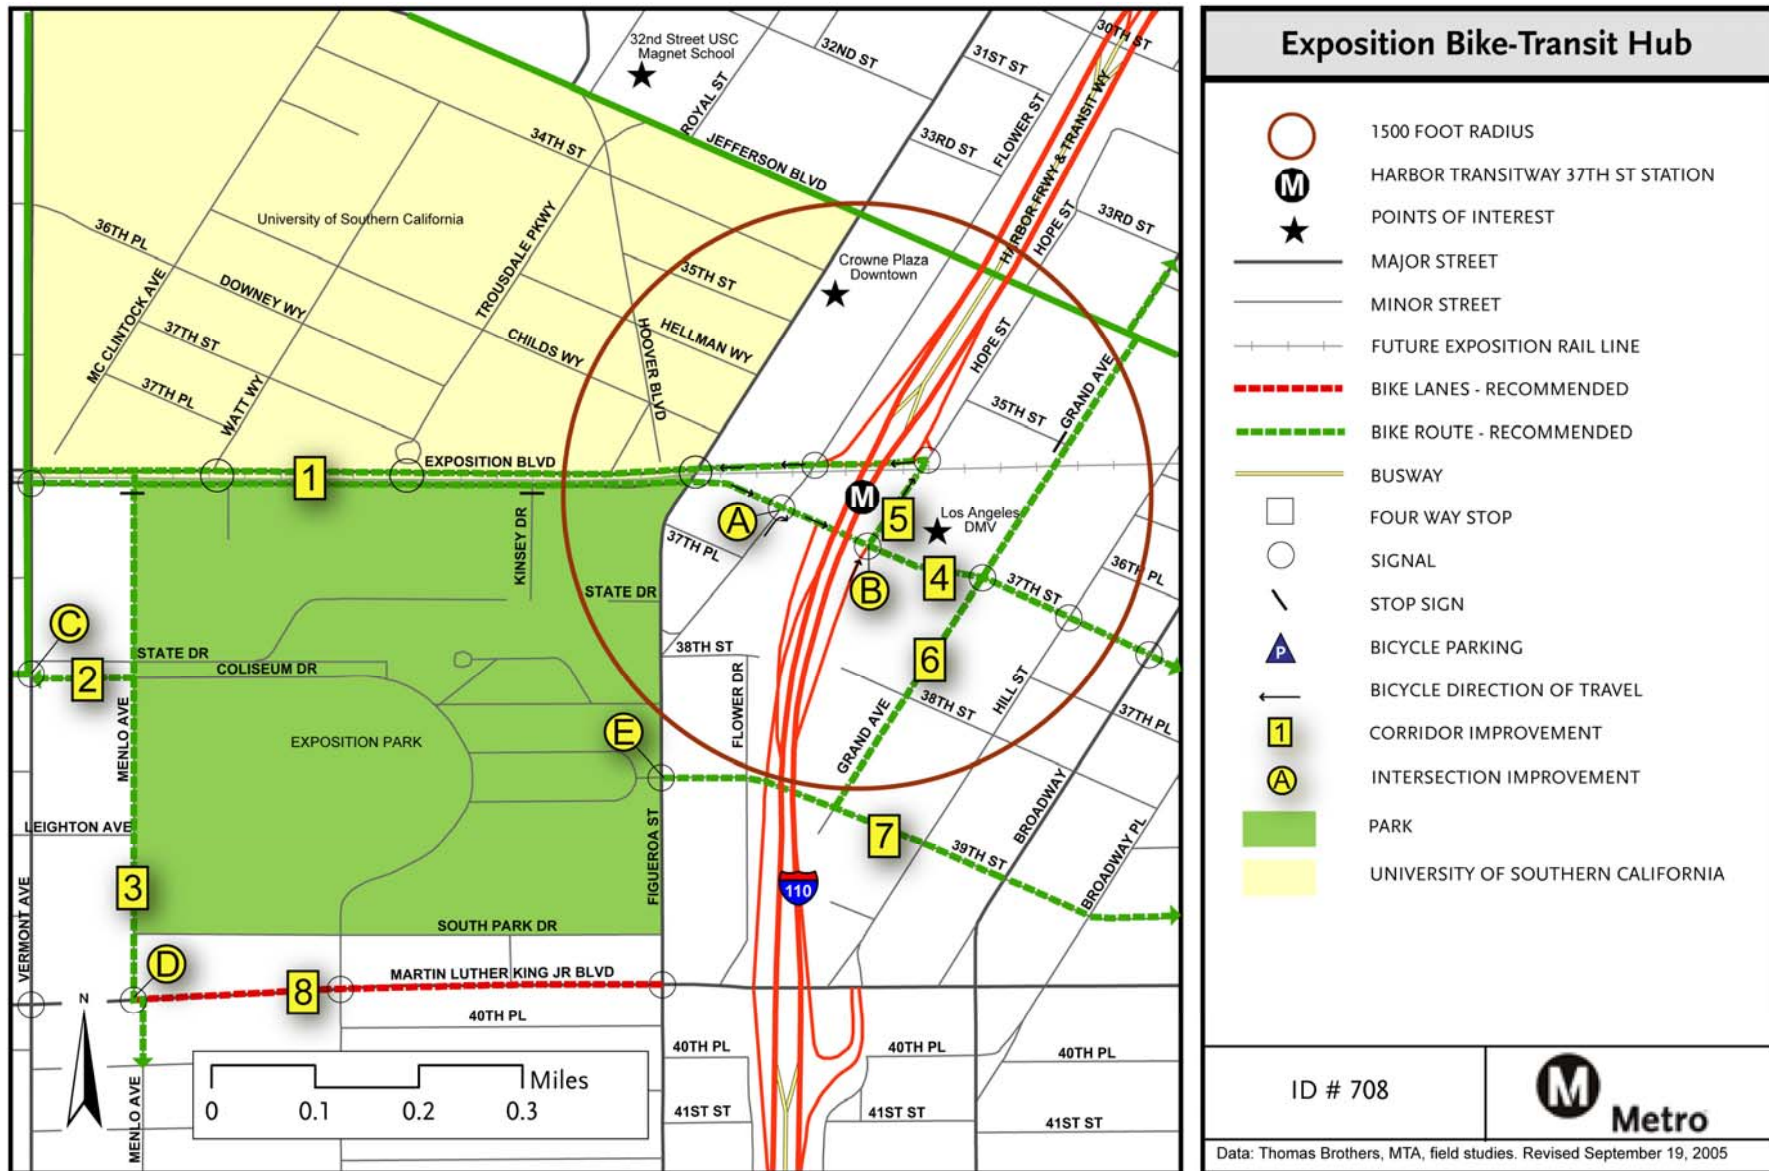 32nd Street USC
Magnet School
32ND ST
31ST ST
30TH ST
ROYAL ST
FLOWER ST
HARBOR FRWY & TRANSIT WY
33RD ST
34TH ST
JEFFERSON BLVD
University of Southern California
TROUSDALE PKWY
36TH PL
HOPE ST
33RD ST
Crowne Plaza
Downtown
35TH ST
MC CLINTOCK AVE
DOWNEY WY
37TH ST
37TH PL
WATT WY
CHILDS WY
HOOVER BLVD
HELLMAN WY
HOPE ST
GRAND AVE
35TH ST
1
EXPOSITION BLVD
M
A
5
Los Angeles
DMV
37TH PL
KINSEY DR
B
4
37TH ST
36TH PL
STATE DR
C
38TH ST
6
STATE DR
COLISEUM DR
2
MENLO AVE
EXPOSITION PARK
E
FLOWER DR
GRAND AVE
38TH ST
HILL ST
37TH PL
BROADWAY
BROADWAY PL
LEIGHTON AVE
7
39TH ST
FIGUEROA ST
110
3
VERMONT AVE
SOUTH PARK DR
D
MARTIN LUTHER KING JR BLVD
8
N
40TH PL
40TH PL
40TH PL
40TH PL
MENLO AVE
Miles
0 0.1 0.2 0.3
41ST ST
41ST ST
41ST ST
Exposition Bike-Transit Hub
1500 FOOT RADIUS
M HARBOR TRANSITWAY 37TH ST STATION
POINTS OF INTEREST
MAJOR STREET
MINOR STREET
FUTURE EXPOSITION RAIL LINE
BIKE LANES - RECOMMENDED
BIKE ROUTE - RECOMMENDED
BUSWAY
FOUR WAY STOP
SIGNAL
STOP SIGN
P BICYCLE PARKING
BICYCLE DIRECTION OF TRAVEL
1 CORRIDOR IMPROVEMENT
A INTERSECTION IMPROVEMENT
PARK
UNIVERSITY OF SOUTHERN CALIFORNIA
ID # 708
M Metro
Data: Thomas Brothers, MTA, field studies. Revised September 19, 2005